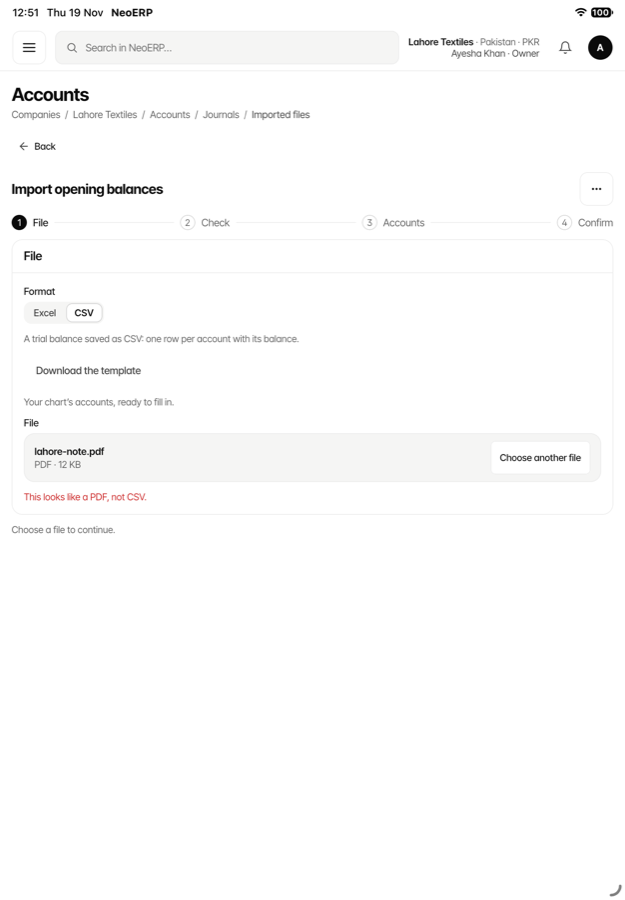 12:51 Thu 19 Nov NeoERP 100
Search in NeoERP...
Lahore Textiles · Pakistan · PKR
Ayesha Khan · Owner
A
Accounts
Companies / Lahore Textiles / Accounts / Journals / Imported files
← Back
Import opening balances
1 File 2 Check 3 Accounts 4 Confirm
File
Format
Excel CSV
A trial balance saved as CSV: one row per account with its balance.
Download the template
Your chart's accounts, ready to fill in.
File
lahore-note.pdf
PDF · 12 KB
Choose another file
This looks like a PDF, not CSV.
Choose a file to continue.